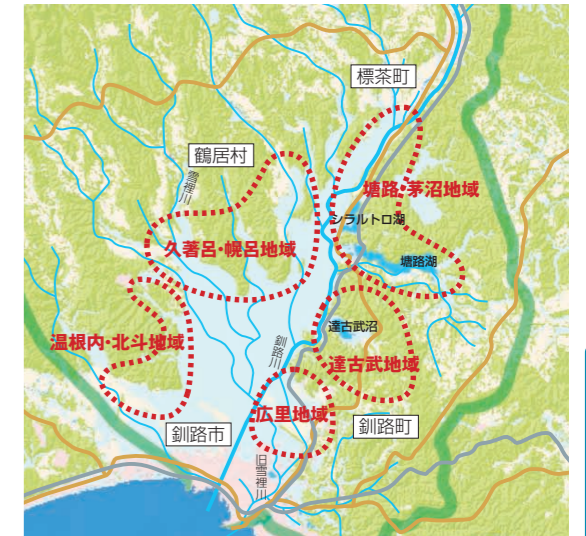 標茶町
鶴居村
雪裡川
塘路・茅沼地域
シラルトロ湖
久著呂・幌呂地域
塘路湖
温根内・北斗地域
釧路川
達古武沼
達古武地域
広里地域
釧路市
釧路町
旧雪裡川